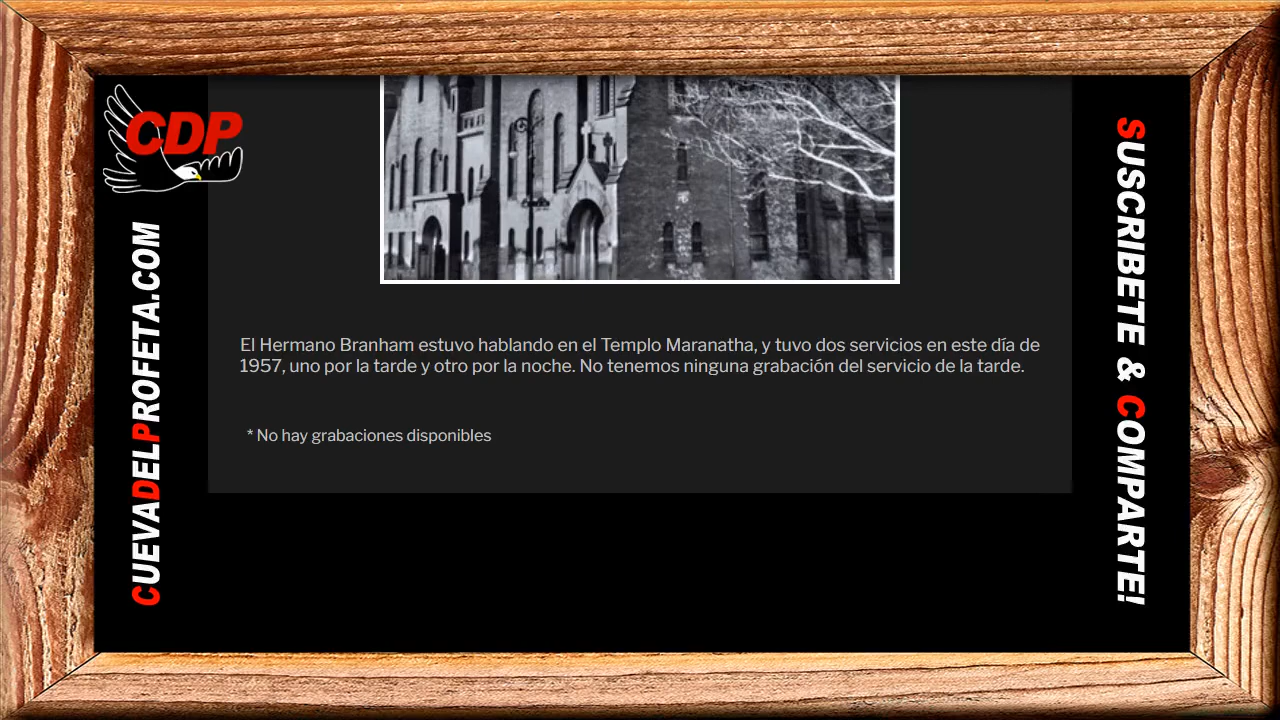 CDP
CUEVADELPROFETA.COM
El Hermano Branham estuvo hablando en el Templo Maranatha, y tuvo dos servicios en este día de
1957, uno por la tarde y otro por la noche. No tenemos ninguna grabación del servicio de la tarde.
* No hay grabaciones disponibles
SUSCRIBETE & COMPARTE!